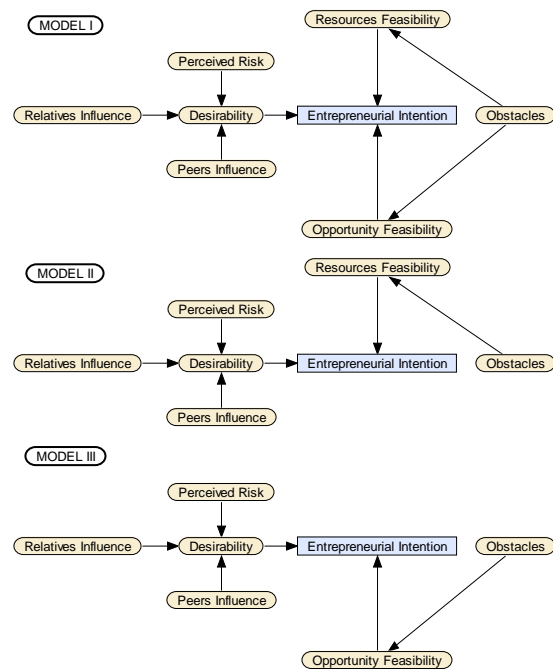 MODEL I
Resources Feasibility
Perceived Risk
Relatives Influence
Desirability
Entrepreneurial Intention
Obstacles
Peers Influence
Opportunity Feasibility
MODEL II
Resources Feasibility
Perceived Risk
Relatives Influence
Desirability
Entrepreneurial Intention
Obstacles
Peers Influence
MODEL III
Perceived Risk
Relatives Influence
Desirability
Entrepreneurial Intention
Obstacles
Peers Influence
Opportunity Feasibility